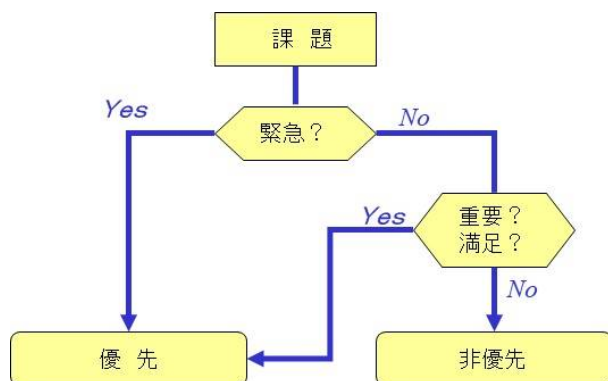 課 題
Yes
緊急？
No
Yes
重要？
満足？
No
優 先
非優先